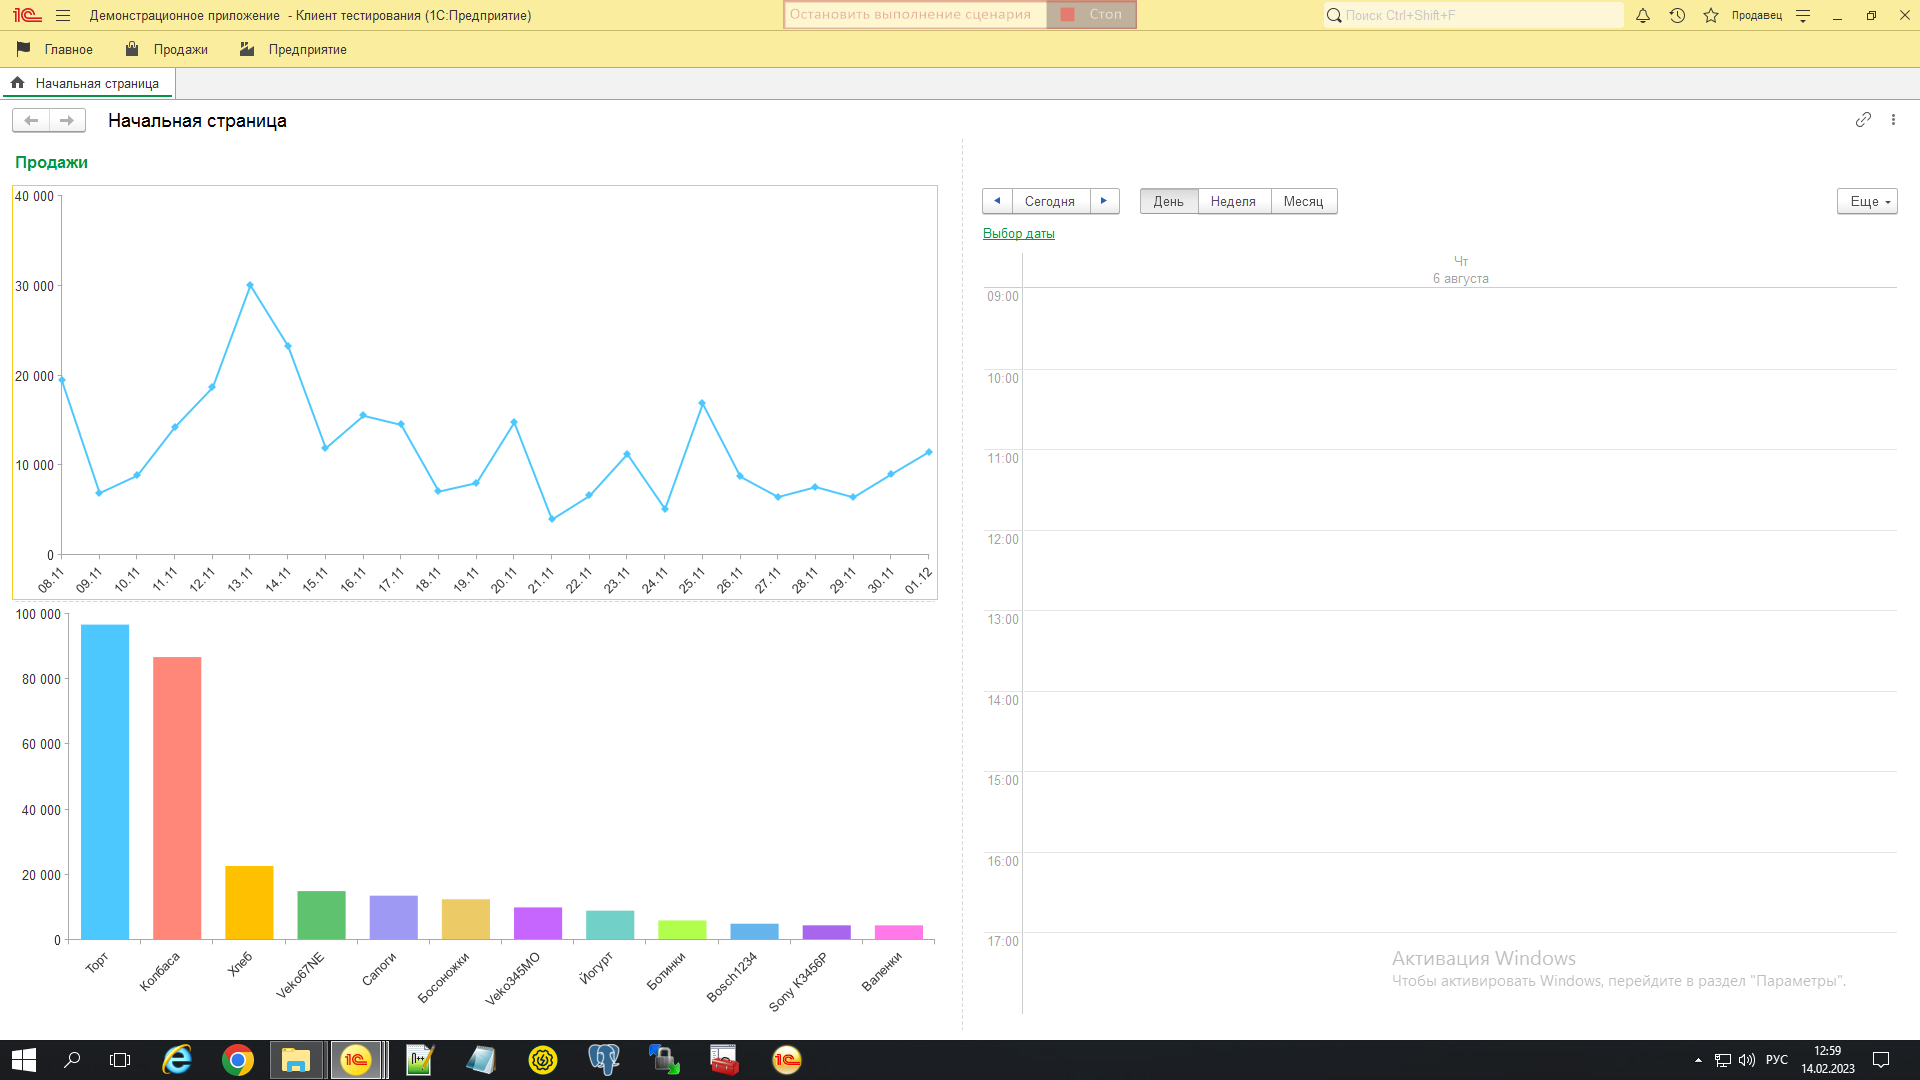 Демонстрационное приложение - Клиент тестирования (1С:Предприятие)
Остановить выполнение сценария
Стоп
Поиск Ctrl+Shift+F
Продавец
Главное
Продажи
Предприятие
Начальная страница
Начальная страница
Продажи
40 000
30 000
20 000
10 000
0
08.11
09.11
10.11
11.11
12.11
13.11
14.11
15.11
16.11
17.11
18.11
19.11
20.11
21.11
22.11
23.11
24.11
25.11
26.11
27.11
28.11
29.11
30.11
01.12
100 000
80 000
60 000
40 000
20 000
0
Торт
Колбаса
Хлеб
Veko67NE
Сапоги
Босоножки
Veko345MO
Йогурт
Ботинки
Bosch1234
Sony K3456P
Валенки
Сегодня
День
Неделя
Месяц
Еще
Выбор даты
Чт
6 августа
09:00
10:00
11:00
12:00
13:00
14:00
15:00
16:00
17:00
Активация Windows
Чтобы активировать Windows, перейдите в раздел "Параметры".
РУС
12:59
14.02.2023